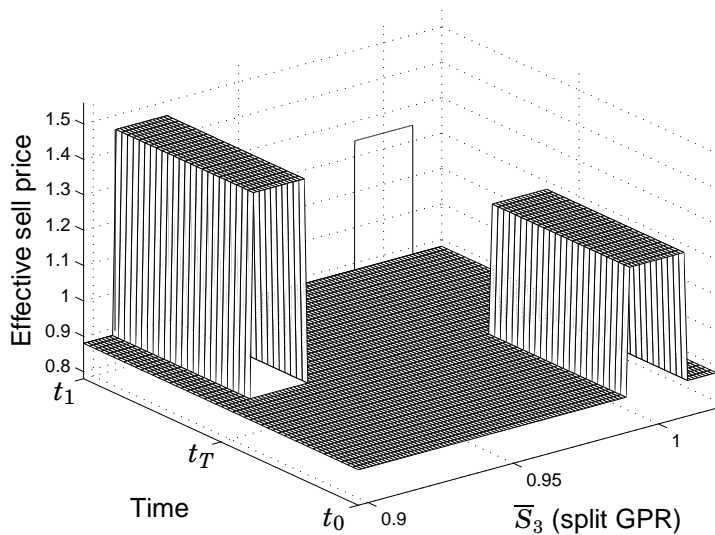 Effective sell price
1.5
1.4
1.3
1.2
1.1
1
0.9
0.8
t₁
t_T
t₀
Time
0.9
0.95
1
S̅₃ (split GPR)